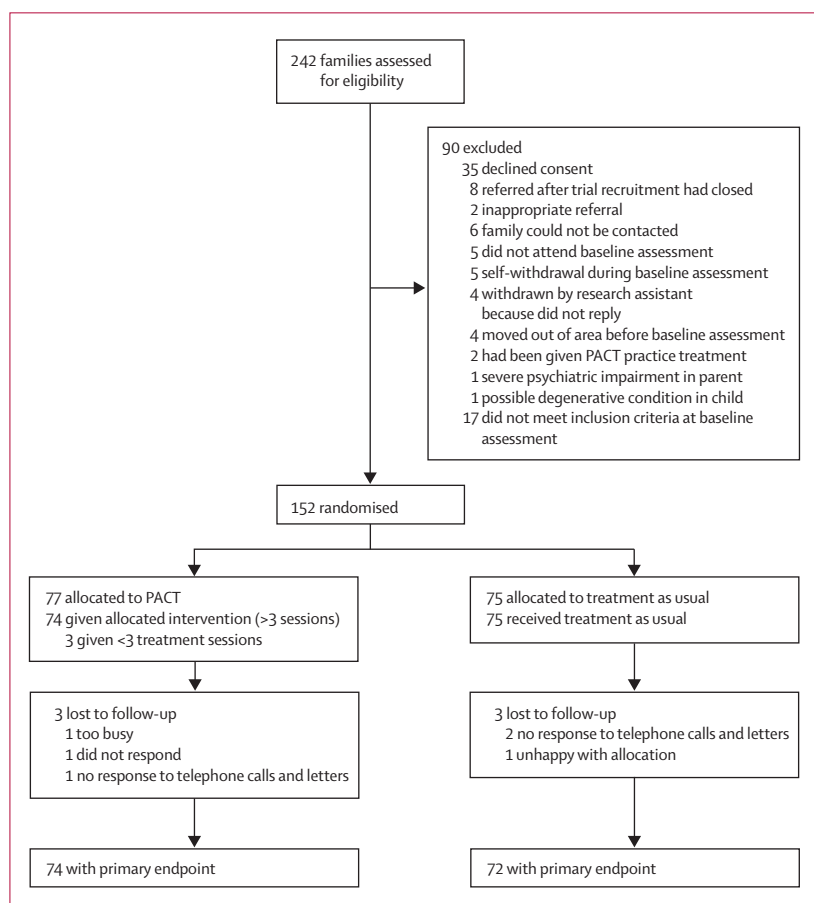 242 families assessed
for eligibility
90 excluded
35 declined consent
8 referred after trial recruitment had closed
2 inappropriate referral
6 family could not be contacted
5 did not attend baseline assessment
5 self-withdrawal during baseline assessment
4 withdrawn by research assistant
because did not reply
4 moved out of area before baseline assessment
2 had been given PACT practice treatment
1 severe psychiatric impairment in parent
1 possible degenerative condition in child
17 did not meet inclusion criteria at baseline
assessment
152 randomised
77 allocated to PACT
74 given allocated intervention (>3 sessions)
3 given <3 treatment sessions
75 allocated to treatment as usual
75 received treatment as usual
3 lost to follow-up
1 too busy
1 did not respond
1 no response to telephone calls and letters
3 lost to follow-up
2 no response to telephone calls and letters
1 unhappy with allocation
74 with primary endpoint
72 with primary endpoint